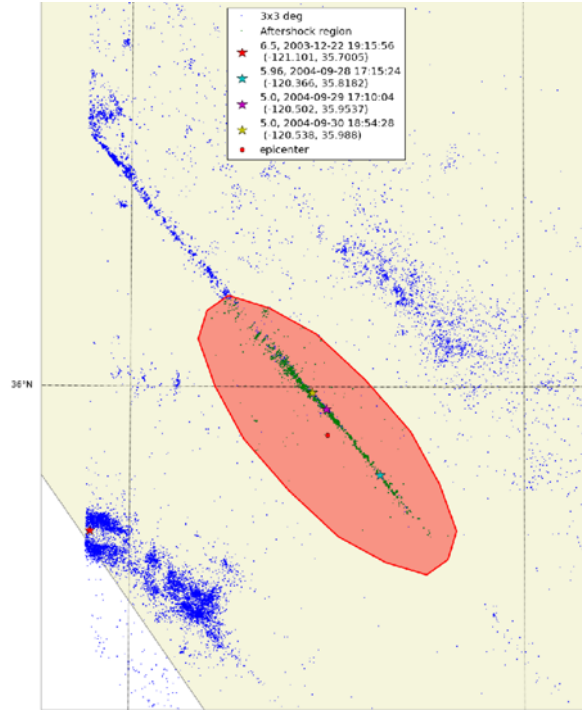 3x3 deg
Aftershock region
6.5, 2003-12-22 19:15:56
(-121.101, 35.7005)
5.96, 2004-09-28 17:15:24
(-120.366, 35.8182)
5.0, 2004-09-29 17:10:04
(-120.502, 35.9537)
5.0, 2004-09-30 18:54:28
(-120.538, 35.988)
epicenter
36°N